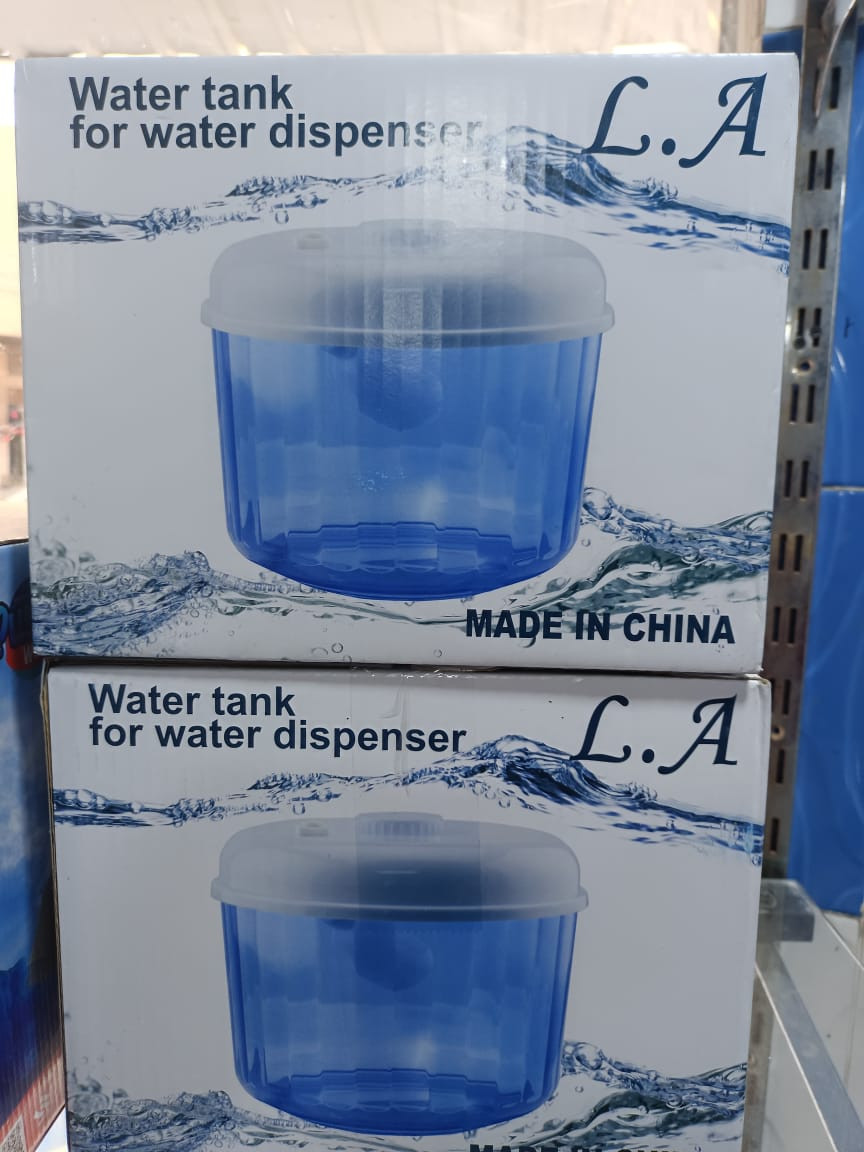 Water tank
for water dispenser
L.A
MADE IN CHINA
Water tank
for water dispenser
L.A